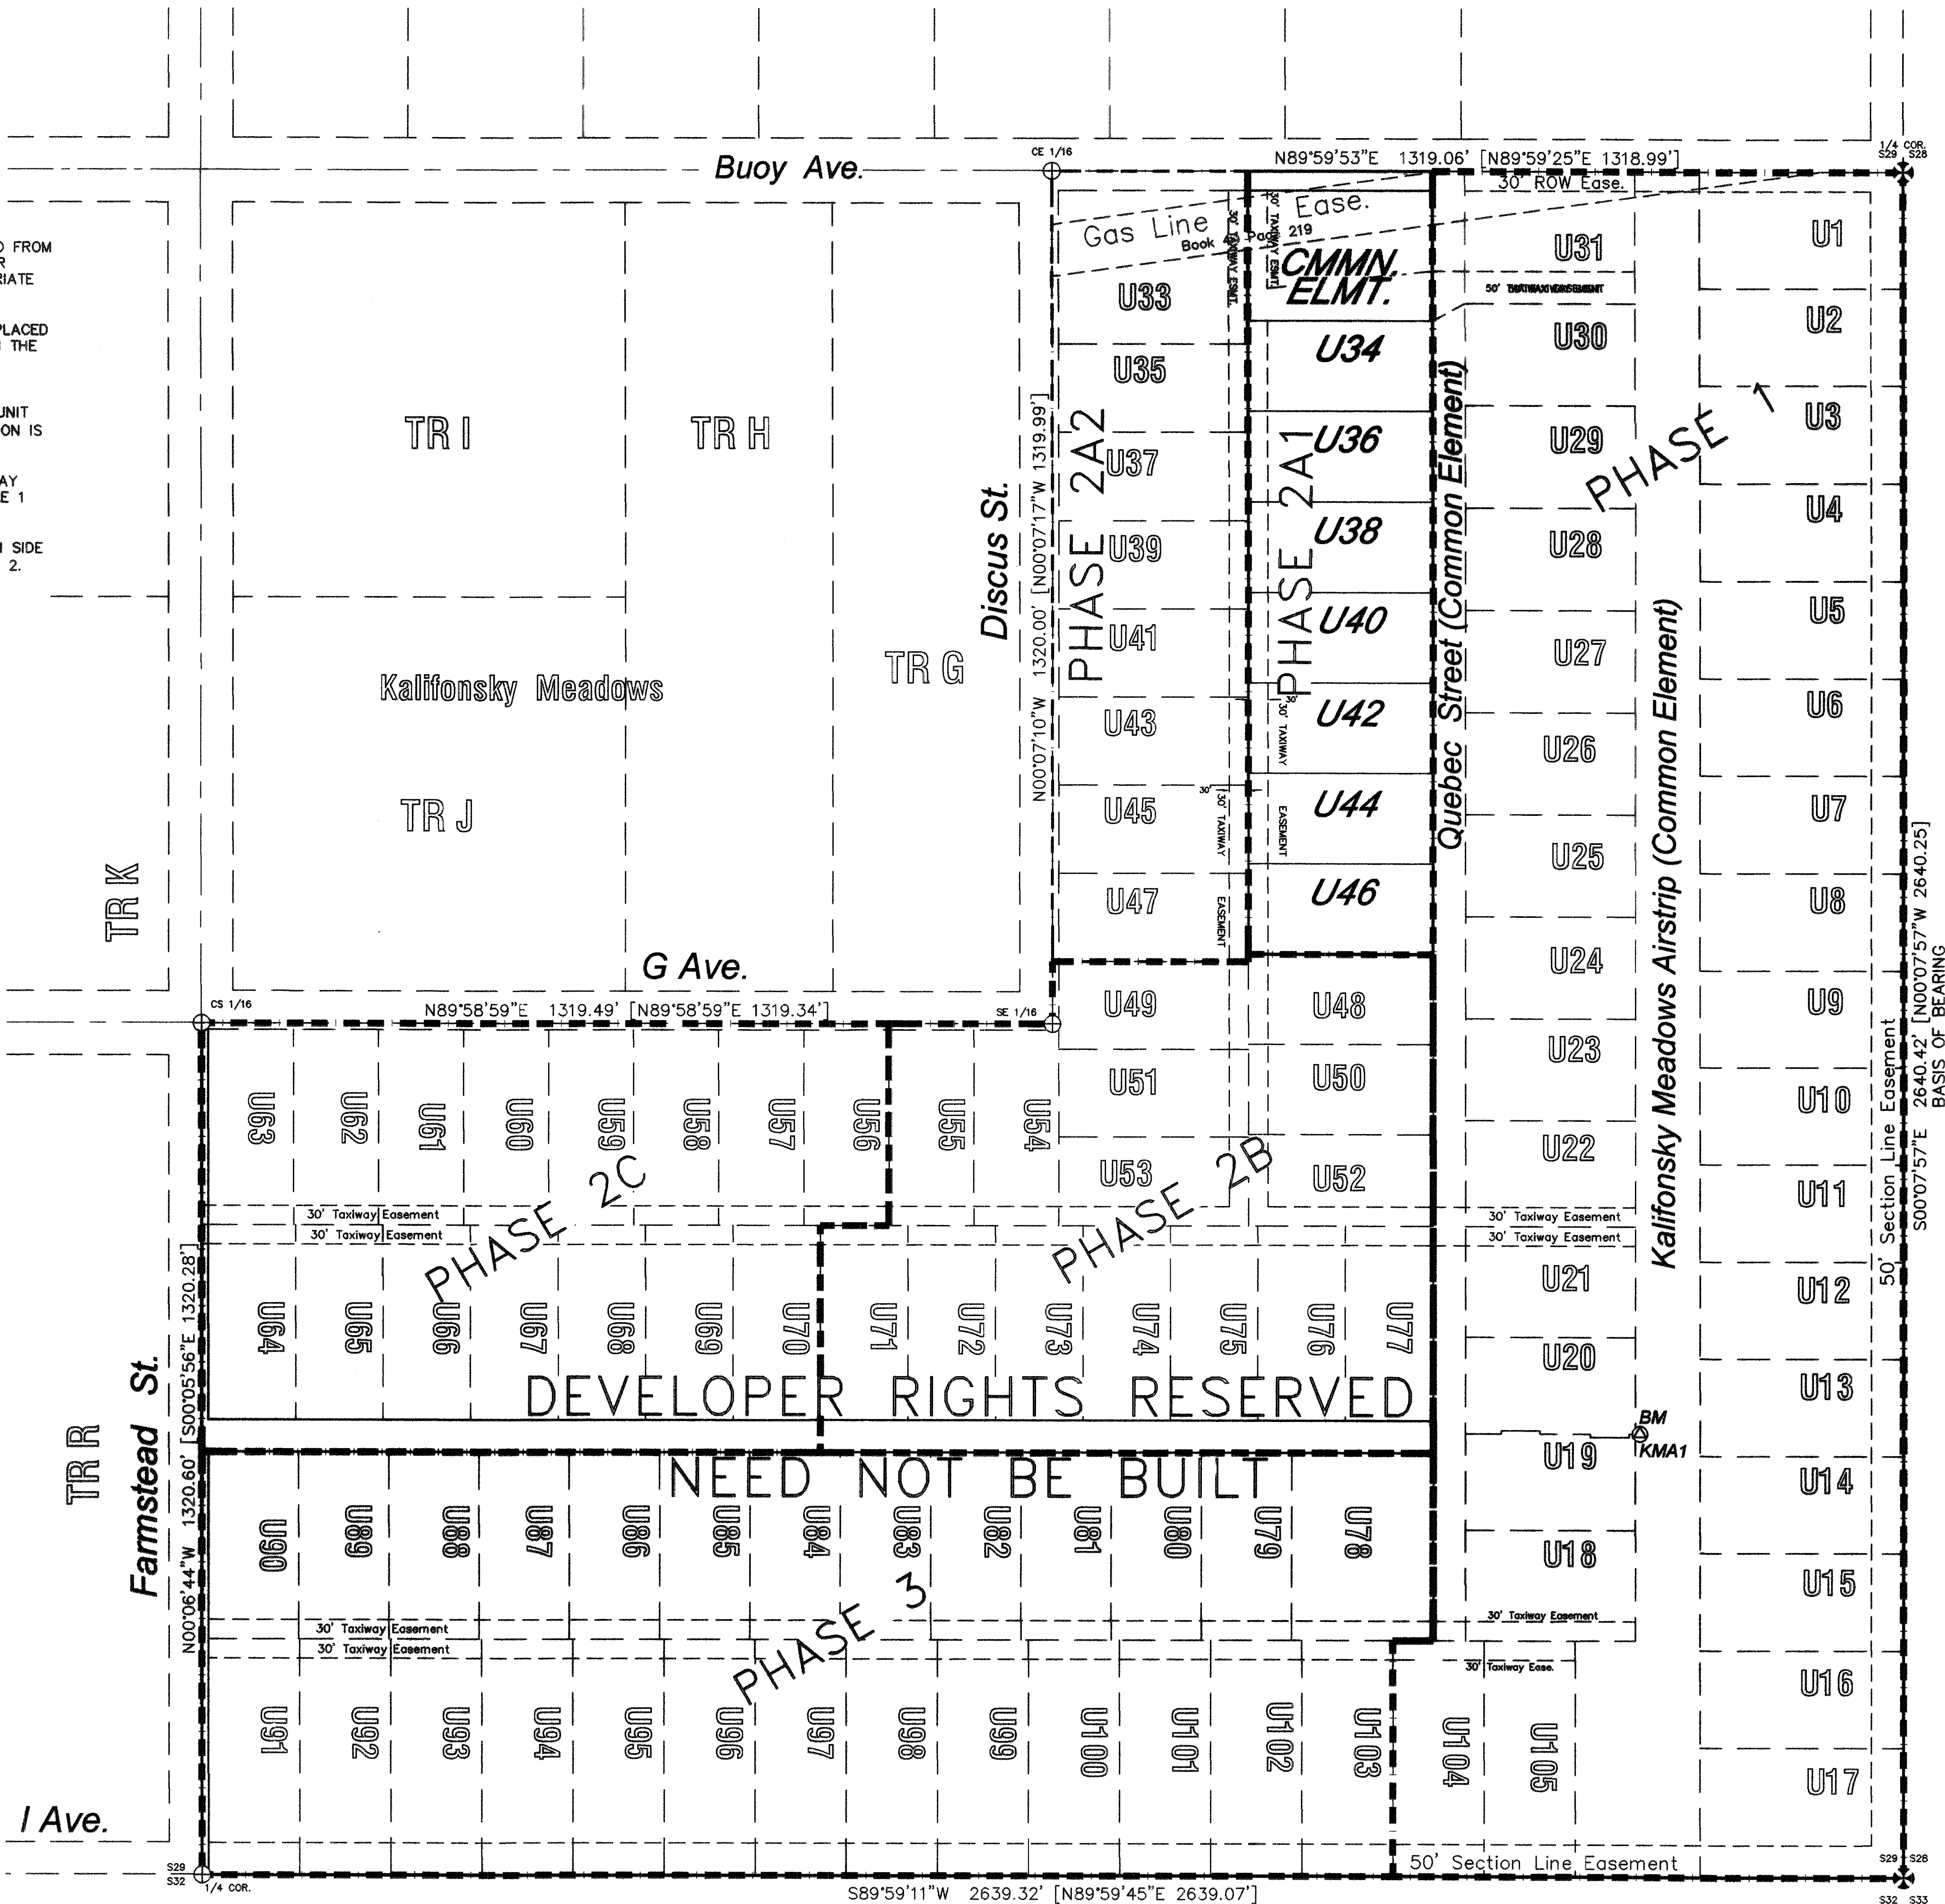 Buoy Ave.
CE 1/16
N89°59'53"E 1319.06' [N89°59'25"E 1318.99']
1/4 COR.
S29 S28
30' ROW Ease.
FROM
R
RIATE
PLACED
THE
UNIT
ON IS
AY
E 1
SIDE
2.
Gas Line Ease.
Book
219
30' TAXIWAY ESMT.
30' TAXIWAY ESMT.
CMMN.
ELMT.
50'
U31
U30
U29
U28
U27
U26
U25
U24
U23
U22
U21
U20
U19
U18
U1
U2
U3
U4
U5
U6
U7
U8
U9
U10
U11
U12
U13
U14
U15
U16
U17
PHASE 1
U33
U35
U37
U39
U41
U43
U45
U47
PHASE 2A2
U34
U36
U38
U40
U42
U44
U46
PHASE 2A1
30'
30' TAXIWAY
EASEMENT
30'
30' TAXIWAY
EASEMENT
Quebec Street (Common Element)
Kalifonsky Meadows Airstrip (Common Element)
50' Section Line Easement
S00°07'57"E 2640.42' [N00°07'57"W 2640.25]
BASIS OF BEARING
TR I
TR H
TR G
Kalifonsky Meadows
TR J
TR K
Discus St.
N00°07'10"W 1320.00' [N00°07'17"W 1319.99']
G Ave.
CS 1/16
N89°58'59"E 1319.49' [N89°58'59"E 1319.34']
SE 1/16
U49
U51
U53
U48
U50
U52
U63
U62
U61
U60
U59
U58
U57
U56
U55
U54
PHASE 2C
PHASE 2B
30' Taxiway Easement
30' Taxiway Easement
30' Taxiway Easement
30' Taxiway Easement
U64
U65
U66
U67
U68
U69
U70
U71
U72
U73
U74
U75
U76
U77
DEVELOPER RIGHTS RESERVED
NEED NOT BE BUILT
BM
KMA1
TR R
Farmstead St.
N00°06'44"W 1320.60' [S00°05'56"E 1320.28']
U90
U89
U88
U87
U86
U85
U84
U83
U82
U81
U80
U79
U78
PHASE 3
30' Taxiway Easement
30' Taxiway Easement
30' Taxiway Easement
30' Taxiway Ease.
U91
U92
U93
U94
U95
U96
U97
U98
U99
U100
U101
U102
U103
U104
U105
I Ave.
50' Section Line Easement
S29
S32
1/4 COR.
S89°59'11"W 2639.32' [N89°59'45"E 2639.07']
S29 S28
S32 S33